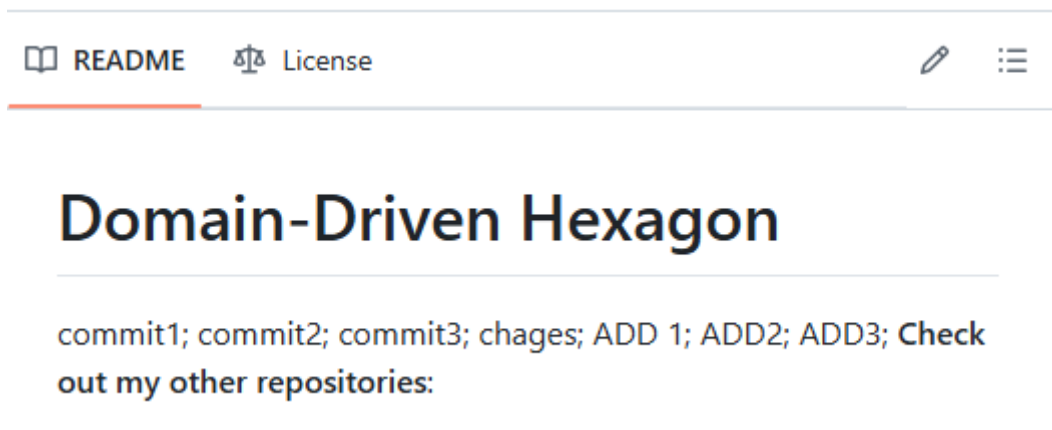 README License
Domain-Driven Hexagon
commit1; commit2; commit3; chages; ADD 1; ADD2; ADD3; Check
out my other repositories: